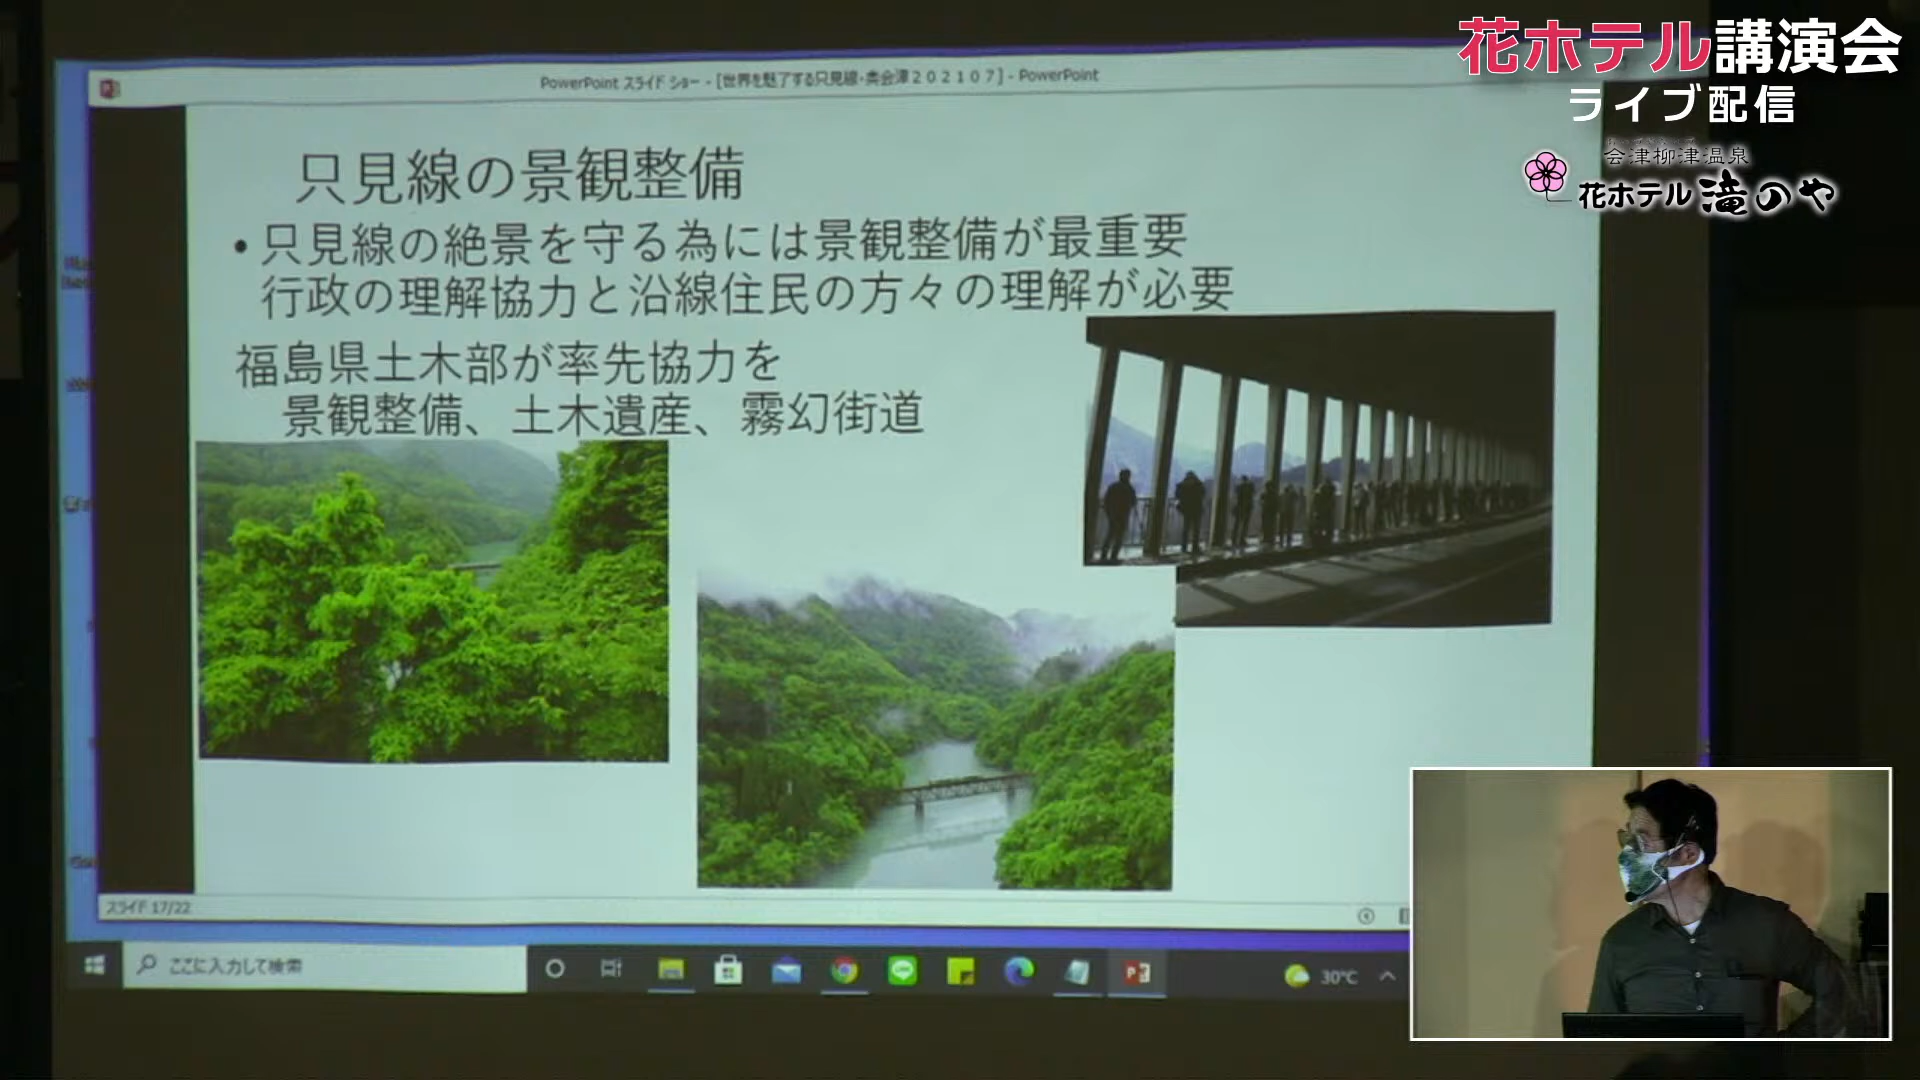 花ホテル講演会
ライブ配信
会津柳津温泉
花ホテル 滝のや
PowerPoint スライド ショー - [世界を魅了する只見線・奥会津202107] - PowerPoint
只見線の景観整備
• 只見線の絶景を守る為には景観整備が最重要
行政の理解協力と沿線住民の方々の理解が必要
福島県土木部が率先協力を
景観整備、土木遺産、霧幻街道
スライド 17/22
ここに入力して検索
30°C